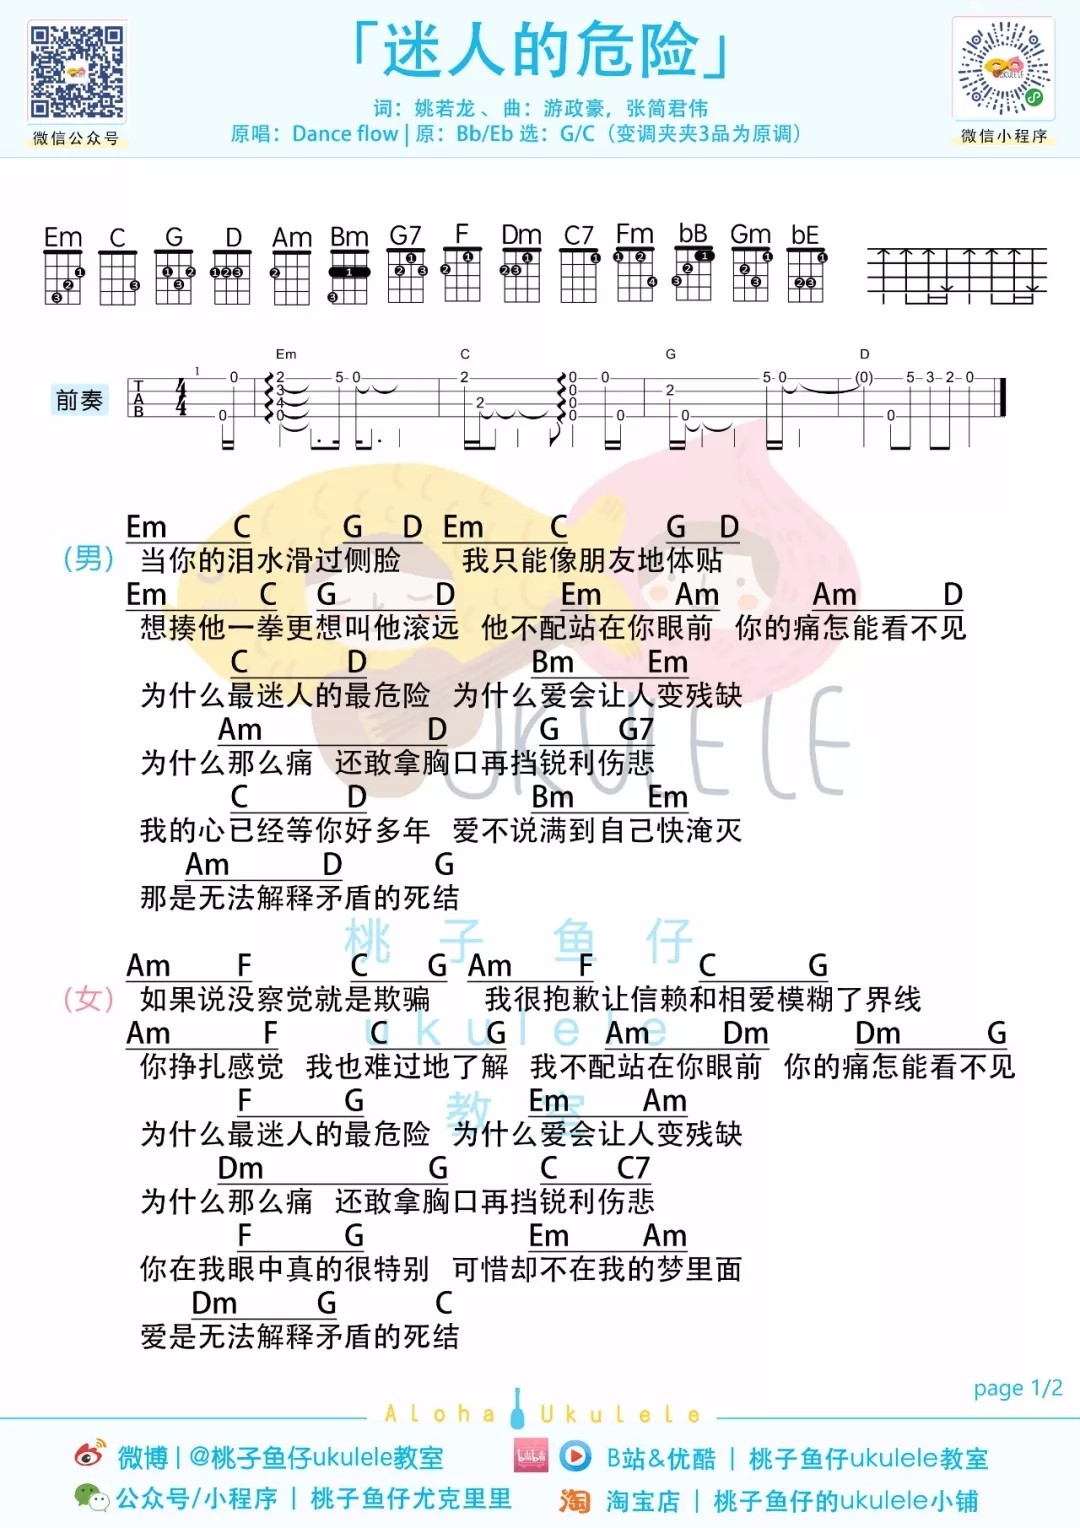 「迷人的危险」
词：姚若龙、曲：游政豪，张简君伟
原唱：Dance flow | 原：Bb/Eb 选：G/C（变调夹夹3品为原调）
微信公众号
微信小程序
Em C G D Am Bm G7 F Dm C7 Fm bB Gm bE
Em C G D
前奏
Em C G D Em C G D
（男） 当你的泪水滑过侧脸 我只能像朋友地体贴
Em C G D Em Am Am D
想揍他一拳更想叫他滚远 他不配站在你眼前 你的痛怎能看不见
C D Bm Em
为什么最迷人的最危险 为什么爱会让人变残缺
Am D G G7
为什么那么痛 还敢拿胸口再挡锐利伤悲
C D Bm Em
我的心已经等你好多年 爱不说满到自己快淹灭
Am D G
那是无法解释矛盾的死结
Am F C G Am F C G
（女） 如果说没察觉就是欺骗 我很抱歉让信赖和相爱模糊了界线
Am F C G Am Dm Dm G
你挣扎感觉 我也难过地了解 我不配站在你眼前 你的痛怎能看不见
F G Em Am
为什么最迷人的最危险 为什么爱会让人变残缺
Dm G C C7
为什么那么痛 还敢拿胸口再挡锐利伤悲
F G Em Am
你在我眼中真的很特别 可惜却不在我的梦里面
Dm G C
爱是无法解释矛盾的死结
UKULELE
桃子鱼仔
ukulele
教室
page 1/2
Aloha Ukulele
微博 | @桃子鱼仔ukulele教室
B站&优酷 | 桃子鱼仔ukulele教室
公众号/小程序 | 桃子鱼仔尤克里里
淘 淘宝店 | 桃子鱼仔的ukulele小铺